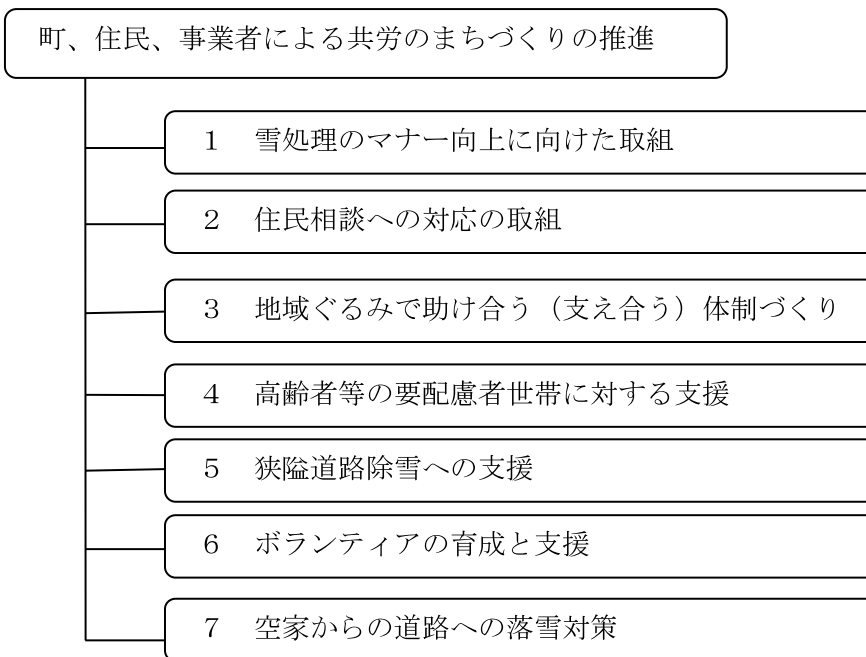 町、住民、事業者による共労のまちづくりの推進
１　雪処理のマナー向上に向けた取組
２　住民相談への対応の取組
３　地域ぐるみで助け合う（支え合う）体制づくり
４　高齢者等の要配慮者世帯に対する支援
５　狭隘道路除雪への支援
６　ボランティアの育成と支援
７　空家からの道路への落雪対策